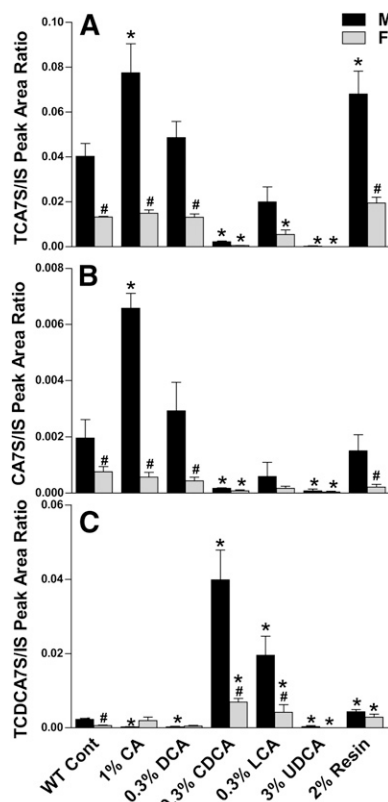 A
M
F
TCA7S/IS Peak Area Ratio
0.10
0.08
0.06
0.04
0.02
0.00
* # * # # * * * * * * #
B
CA7S/IS Peak Area Ratio
0.008
0.006
0.004
0.002
0.000
# * # # * * * * #
C
TCDCA7S/IS Peak Area Ratio
0.06
0.04
0.02
0.00
# * * * * # * * # * * * *
WT Cont
1% CA
0.3% DCA
0.3% CDCA
0.3% LCA
3% UDCA
2% Resin